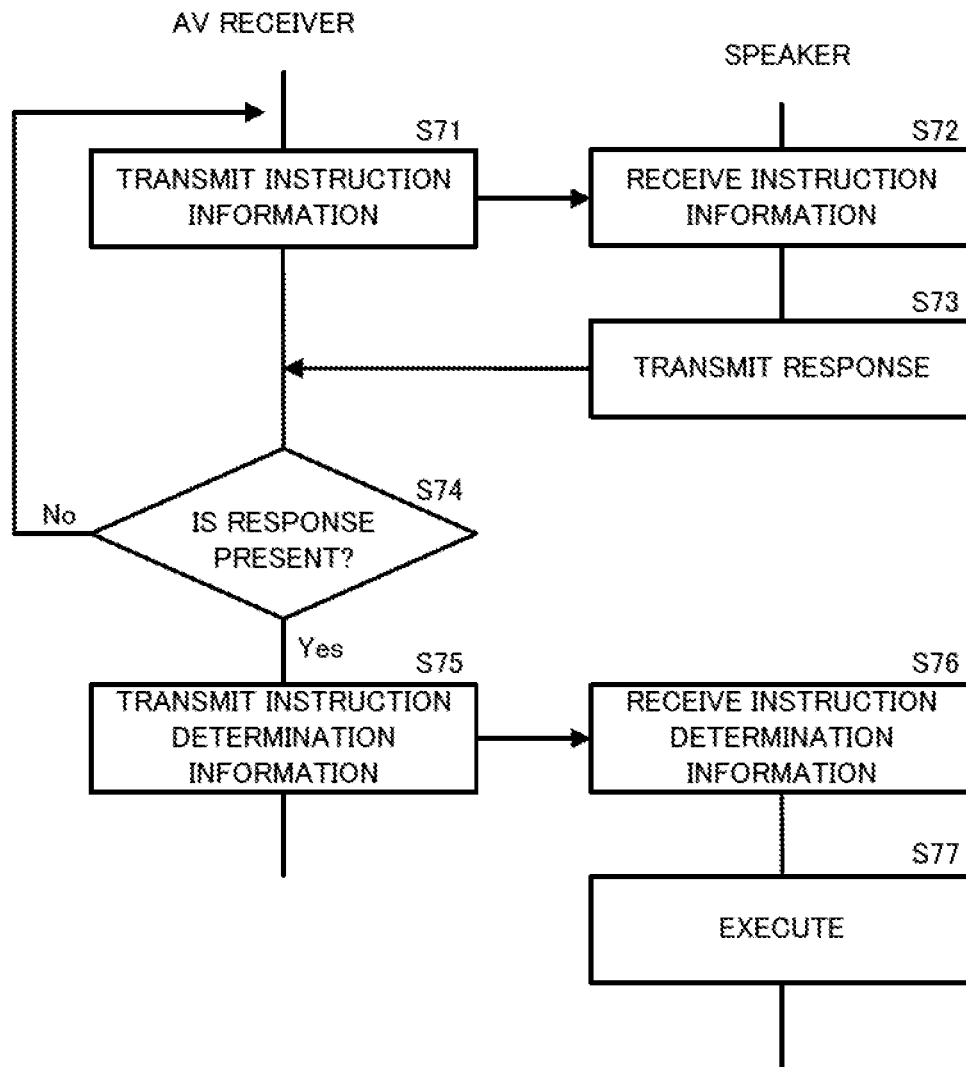 AV RECEIVER
SPEAKER
S71
TRANSMIT INSTRUCTION
INFORMATION
S72
RECEIVE INSTRUCTION
INFORMATION
S73
TRANSMIT RESPONSE
S74
IS RESPONSE
PRESENT?
No
Yes
S75
TRANSMIT INSTRUCTION
DETERMINATION
INFORMATION
S76
RECEIVE INSTRUCTION
DETERMINATION
INFORMATION
S77
EXECUTE